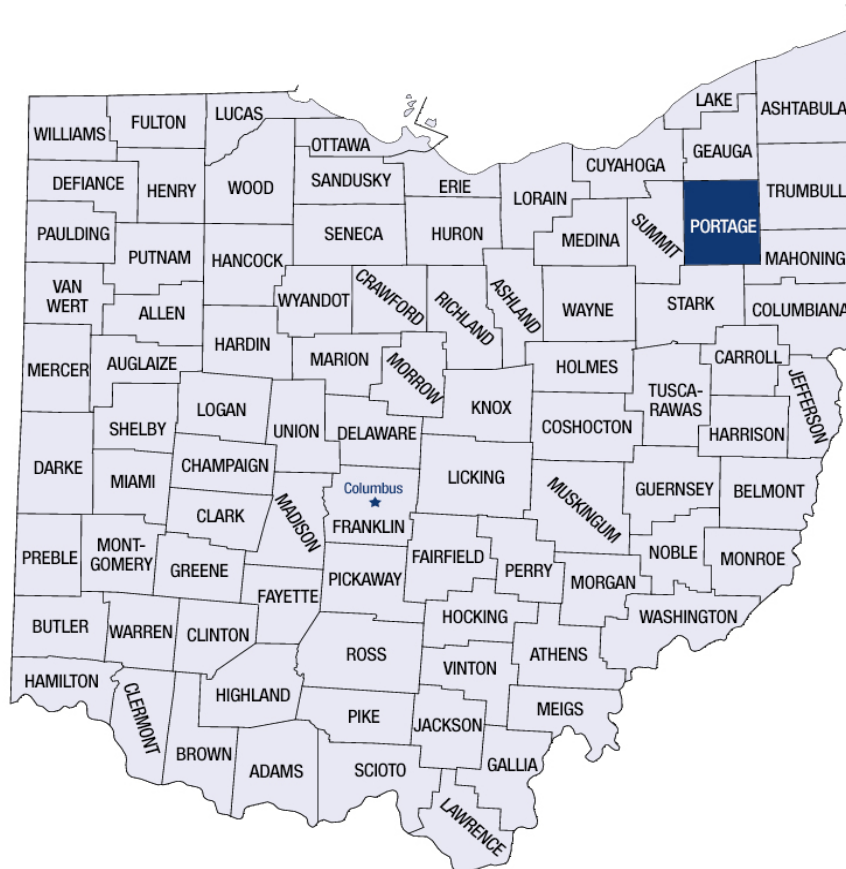 LAKE
ASHTABULA
LUCAS
FULTON
WILLIAMS
OTTAWA
GEAUGA
CUYAHOGA
DEFIANCE
HENRY
WOOD
SANDUSKY
ERIE
LORAIN
TRUMBULL
PAULDING
SENECA
HURON
MEDINA
SUMMIT
PORTAGE
PUTNAM
HANCOCK
MAHONING
VAN
WERT
ALLEN
WYANDOT
CRAWFORD
RICHLAND
ASHLAND
WAYNE
STARK
COLUMBIANA
MERCER
AUGLAIZE
HARDIN
MARION
MORROW
HOLMES
CARROLL
JEFFERSON
TUSCA-
RAWAS
SHELBY
LOGAN
UNION
DELAWARE
KNOX
COSHOCTON
HARRISON
DARKE
MIAMI
CHAMPAIGN
Columbus
LICKING
MUSKINGUM
GUERNSEY
BELMONT
CLARK
MADISON
FRANKLIN
PREBLE
MONT-
GOMERY
GREENE
FAYETTE
PICKAWAY
FAIRFIELD
PERRY
MORGAN
NOBLE
MONROE
BUTLER
WARREN
CLINTON
ROSS
HOCKING
VINTON
ATHENS
WASHINGTON
HAMILTON
CLERMONT
HIGHLAND
PIKE
JACKSON
MEIGS
BROWN
ADAMS
SCIOTO
GALLIA
LAWRENCE